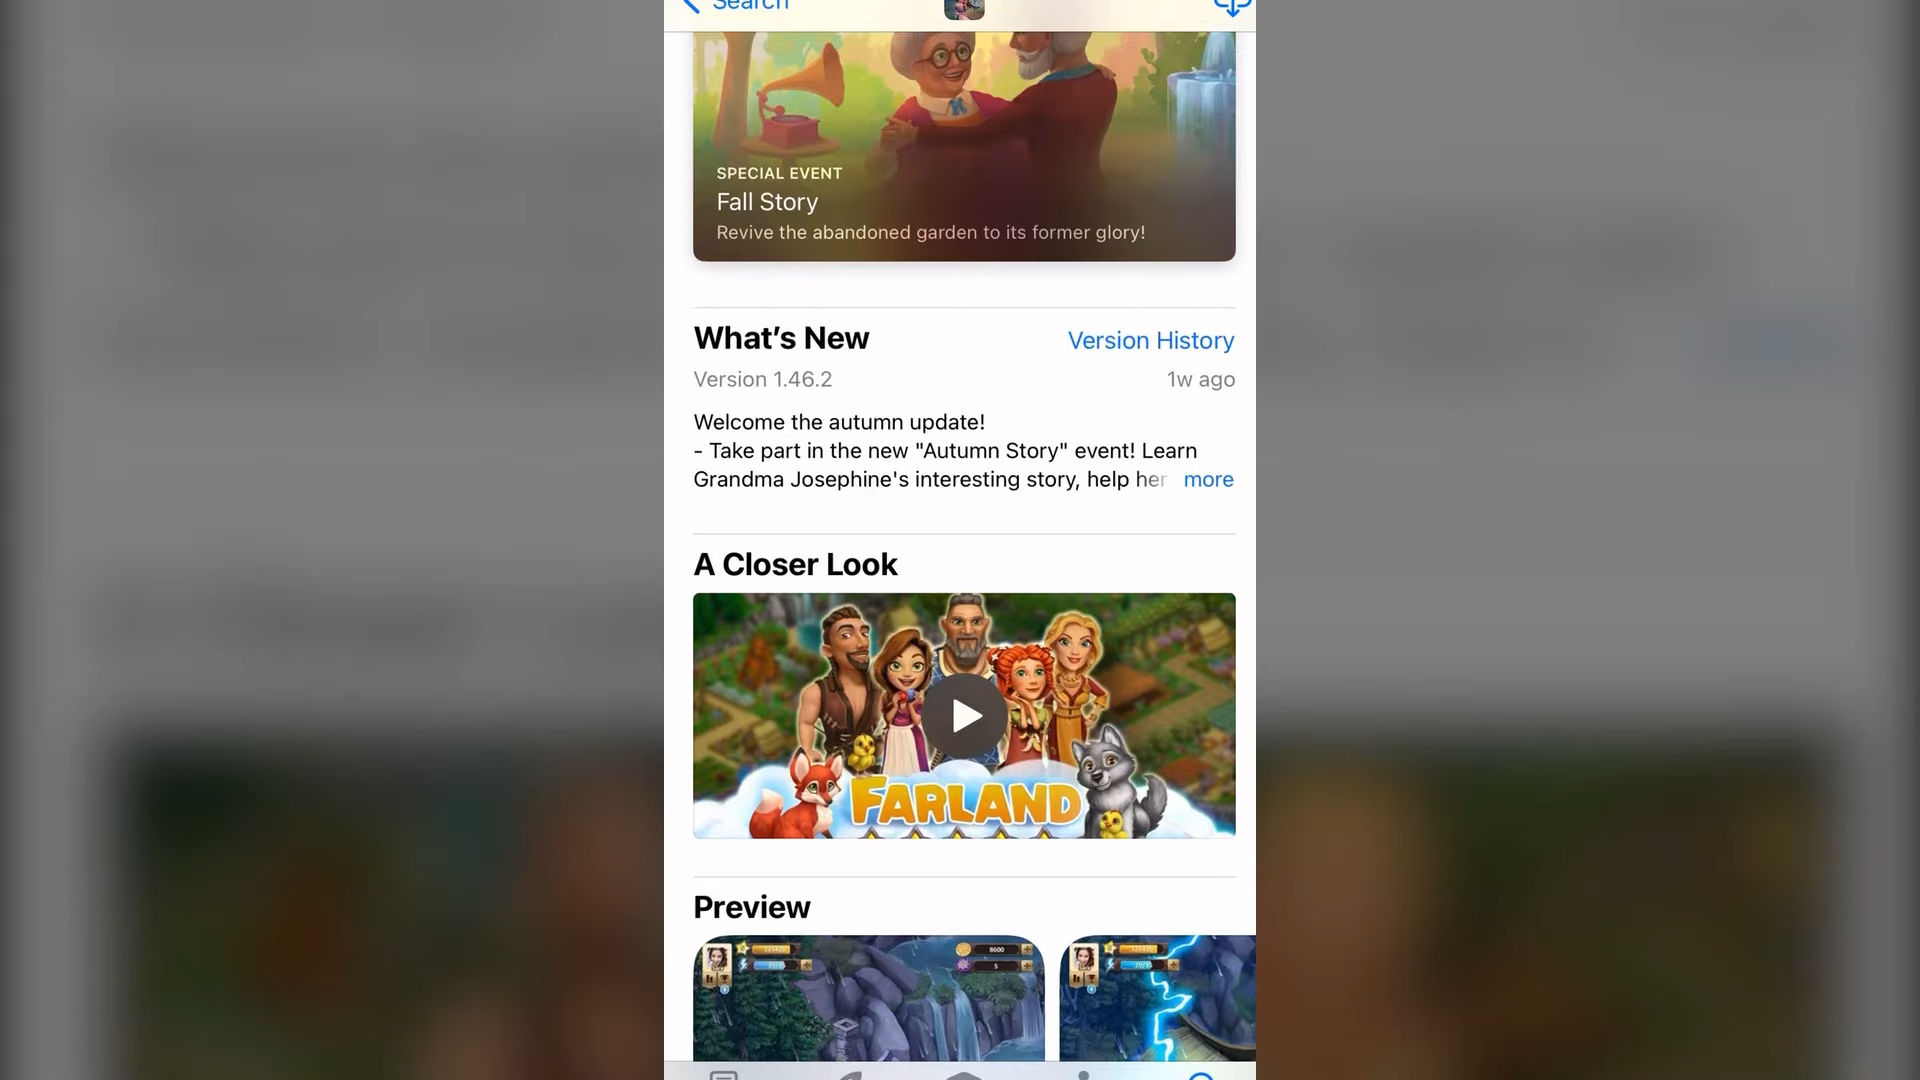 Search
SPECIAL EVENT
Fall Story
Revive the abandoned garden to its former glory!
What's New
Version History
Version 1.46.2
1w ago
Welcome the autumn update!
- Take part in the new "Autumn Story" event! Learn
Grandma Josephine's interesting story, help her more
A Closer Look
FARLAND
Preview
8600
5